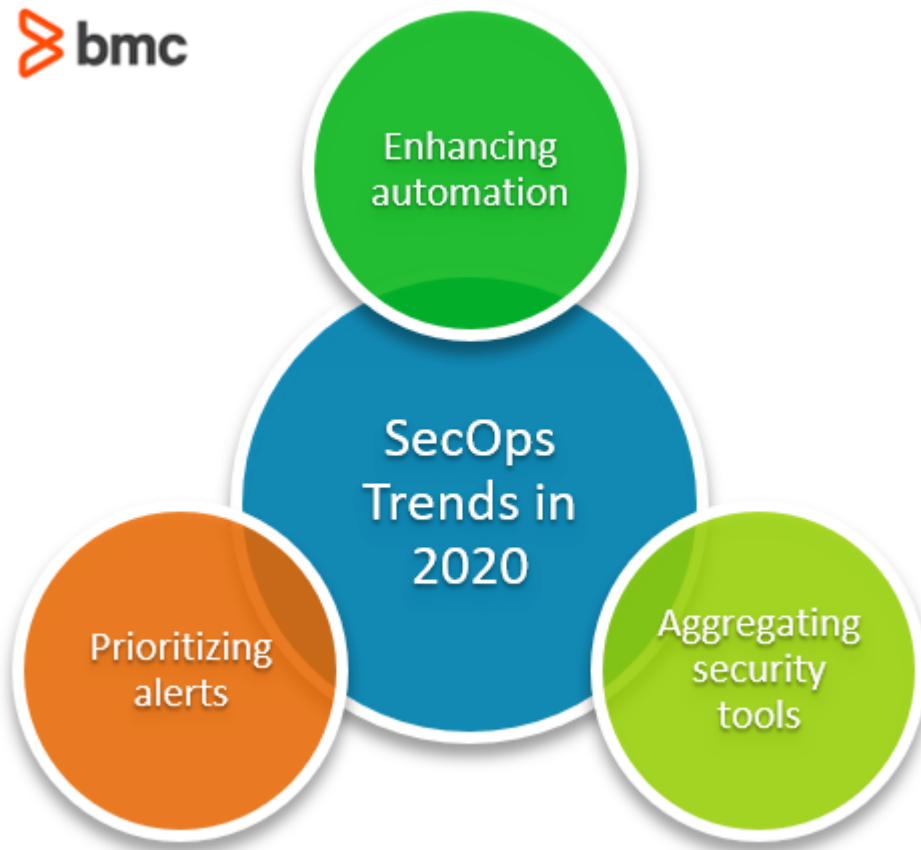 bmc
Enhancing
automation
SecOps
Trends in
2020
Prioritizing
alerts
Aggregating
security
tools